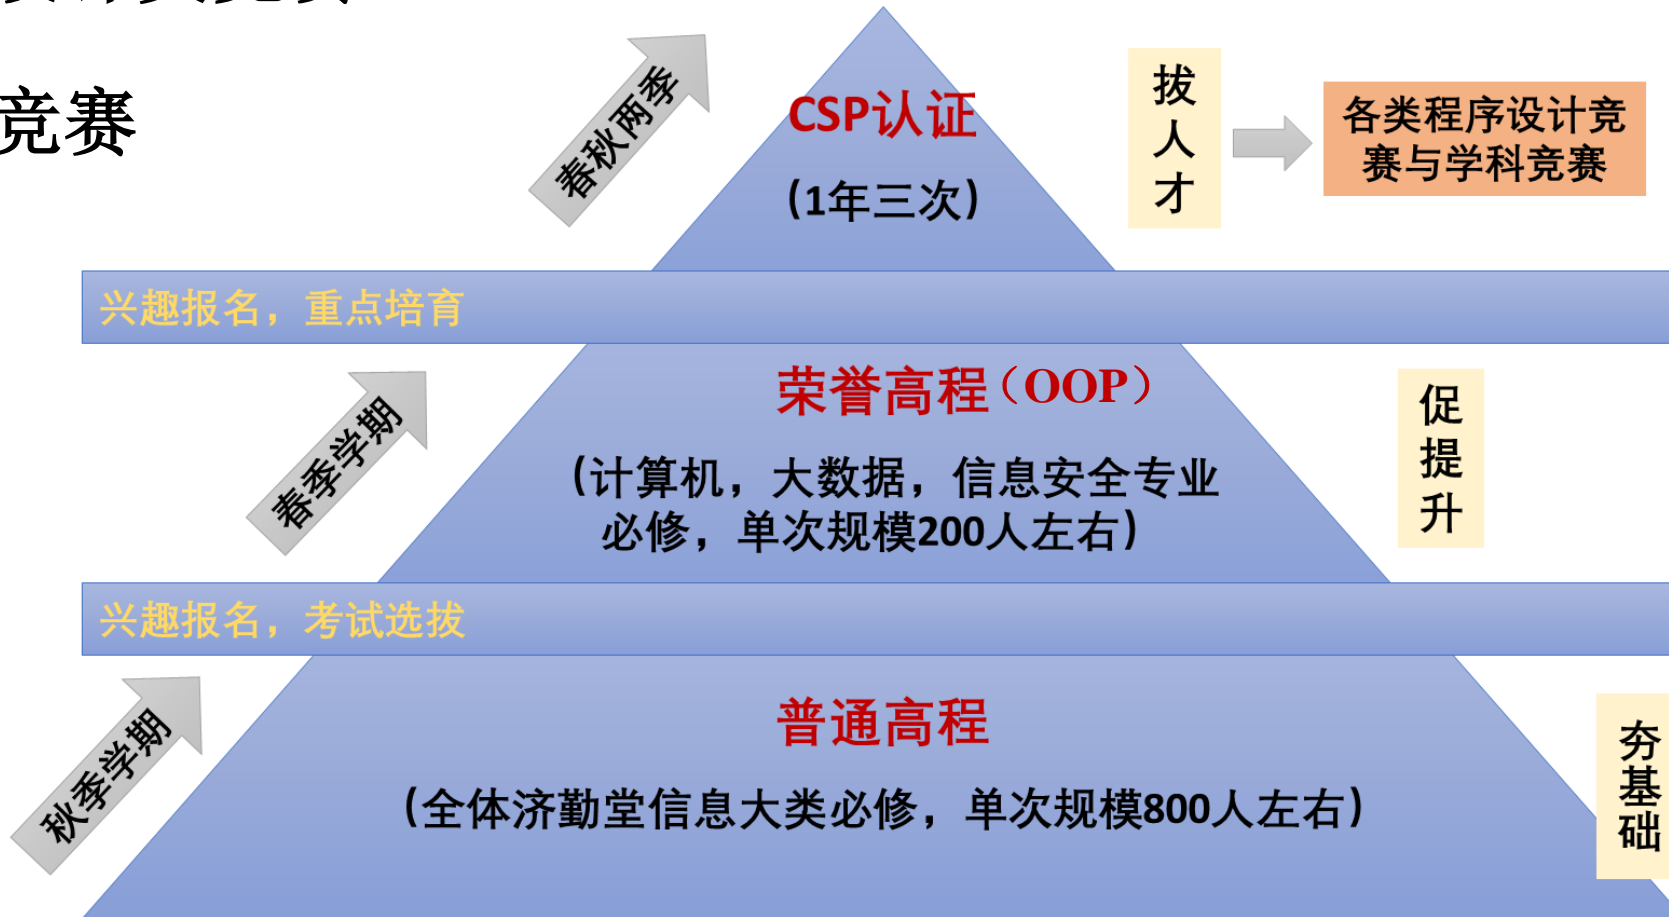 竞赛
春秋两季
CSP认证
(1年三次)
拔人才
各类程序设计竞
赛与学科竞赛
兴趣报名，重点培育
春季学期
荣誉高程（OOP）
(计算机，大数据，信息安全专业
必修，单次规模200人左右)
促提升
兴趣报名，考试选拔
秋季学期
普通高程
(全体济勤堂信息大类必修，单次规模800人左右)
夯基础